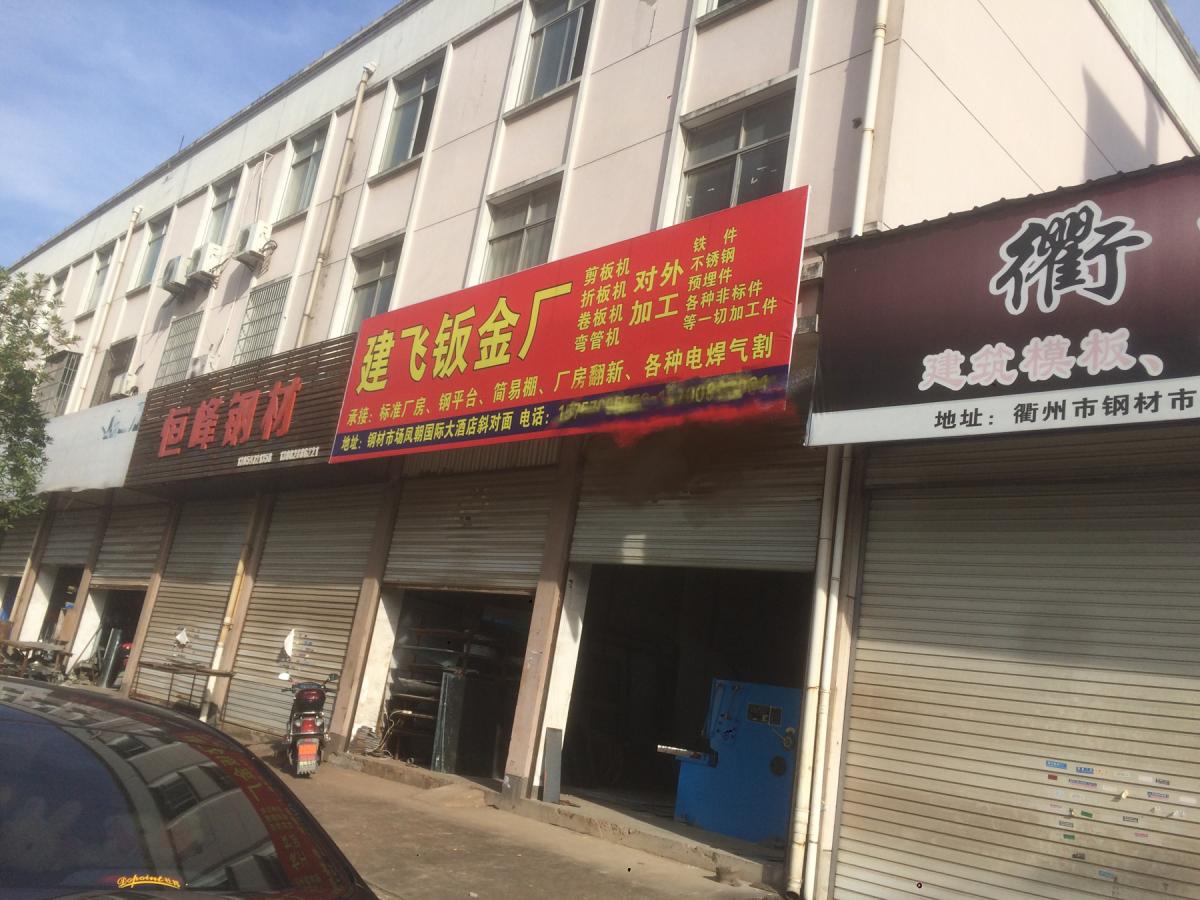 恒峰钢材
建飞钣金厂
剪板机
折板机
卷板机
弯管机
对外
加工
铁件
不锈钢
预埋件
各种非标件
等一切加工件
承接:标准厂房、钢平台、简易棚、厂房翻新、各种电焊气割
地址:钢材市场凤朝国际大酒店斜对面 电话:
衢
建筑模板、
地址:衢州市钢材市
Dopoint